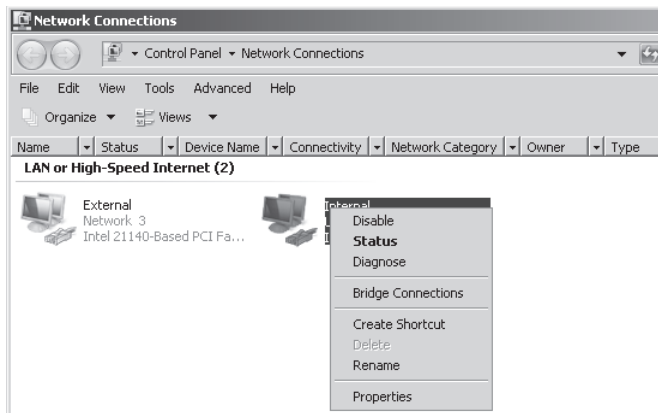 Network Connections
Control Panel Network Connections
File Edit View Tools Advanced Help
Organize Views
Name Status Device Name Connectivity Network Category Owner Type
LAN or High-Speed Internet (2)
External
Network 3
Intel 21140-Based PCI Fa...
Internal
Disable
Status
Diagnose
Bridge Connections
Create Shortcut
Delete
Rename
Properties